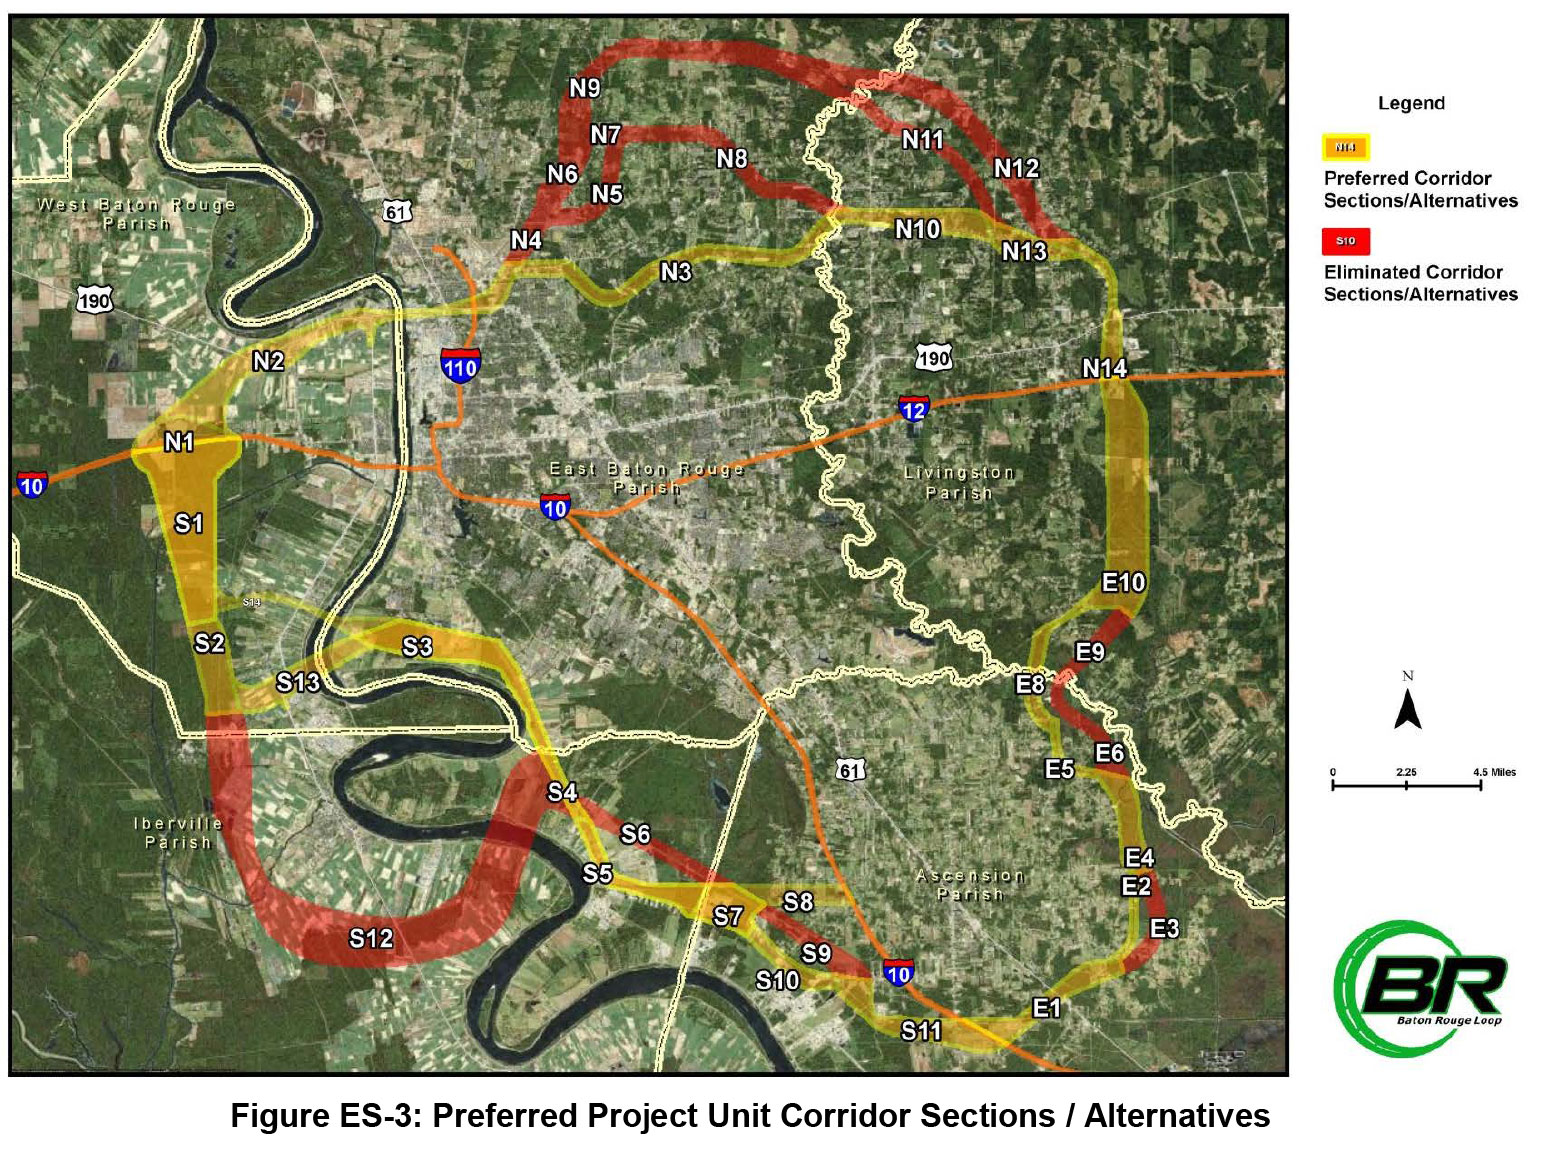 N9
N7
N11
N8
N12
N6
N5
West Baton Rouge
Parish
61
N10
N4
N13
N3
190
N2
110
190
N14
12
N1
East Baton Rouge
Parish
Livingston
Parish
10
10
S1
E10
S14
S2
S3
E9
S13
E8
E6
E5
61
S4
Iberville
Parish
S6
E4
S5
Ascension
Parish
E2
S8
S7
E3
S12
S9
S10
10
E1
S11
Legend
N14
Preferred Corridor
Sections/Alternatives
S10
Eliminated Corridor
Sections/Alternatives
N
0 2.25 4.5 Miles
BR
Baton Rouge Loop
Figure ES-3: Preferred Project Unit Corridor Sections / Alternatives